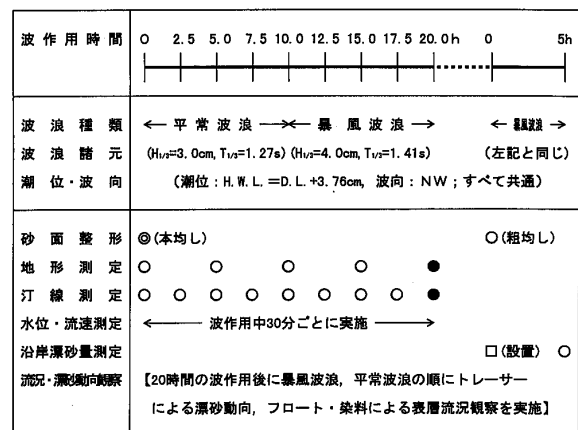 波作用時間 0 2.5 5.0 7.5 10.0 12.5 15.0 17.5 20.0h 0 5h
波浪種類 ← 平常波浪 →← 暴風波浪 → ← 暴風波浪 →
波浪諸元 (H1/3=3.0cm, T1/3=1.27s) (H1/3=4.0cm, T1/3=1.41s) (左記と同じ)
潮位・波向 (潮位:H.W.L.=D.L.+3.76cm, 波向:NW;すべて共通)
砂面整形 ◎(本均し) ○(粗均し)
地形測定 ○ ○ ○ ○ ●
汀線測定 ○ ○ ○ ○ ○ ○ ○ ○ ●
水位・流速測定 ← 波作用中30分ごとに実施 →
沿岸漂砂量測定 □(設置) ○
流況・漂砂動向観察 【20時間の波作用後に暴風波浪, 平常波浪の順にトレーサー
による漂砂動向, フロート・染料による表層流況観察を実施】